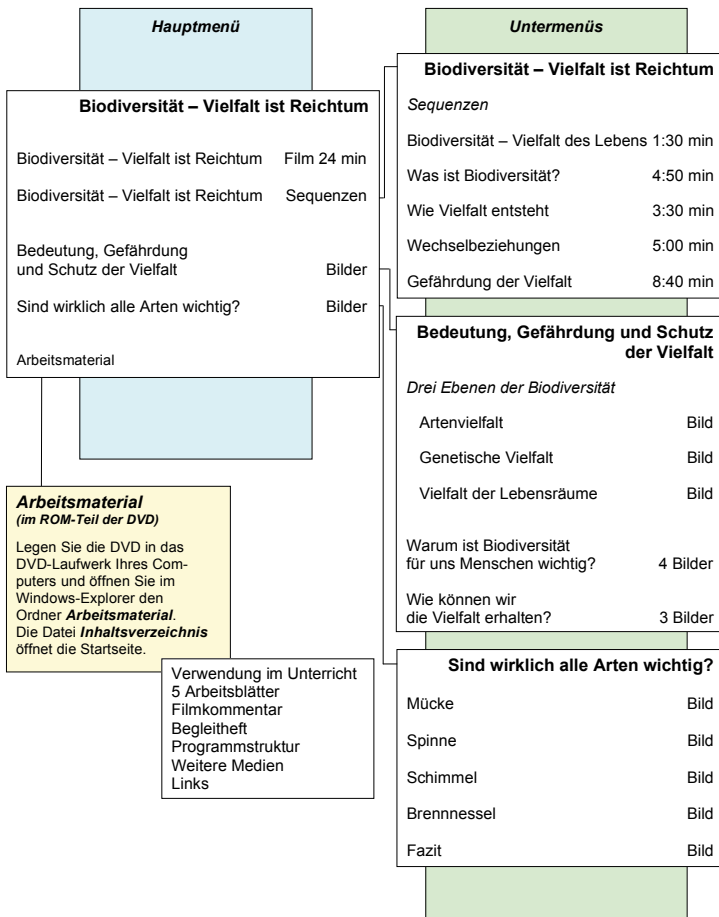 Hauptmenü
Biodiversität – Vielfalt ist Reichtum
Biodiversität – Vielfalt ist Reichtum Film 24 min
Biodiversität – Vielfalt ist Reichtum Sequenzen
Bedeutung, Gefährdung
und Schutz der Vielfalt Bilder
Sind wirklich alle Arten wichtig? Bilder
Arbeitsmaterial
Arbeitsmaterial
(im ROM-Teil der DVD)
Legen Sie die DVD in das
DVD-Laufwerk Ihres Com-
puters und öffnen Sie im
Windows-Explorer den
Ordner Arbeitsmaterial.
Die Datei Inhaltsverzeichnis
öffnet die Startseite.
Verwendung im Unterricht
5 Arbeitsblätter
Filmkommentar
Begleitheft
Programmstruktur
Weitere Medien
Links
Untermenüs
Biodiversität – Vielfalt ist Reichtum
Sequenzen
Biodiversität – Vielfalt des Lebens 1:30 min
Was ist Biodiversität? 4:50 min
Wie Vielfalt entsteht 3:30 min
Wechselbeziehungen 5:00 min
Gefährdung der Vielfalt 8:40 min
Bedeutung, Gefährdung und Schutz
der Vielfalt
Drei Ebenen der Biodiversität
Artenvielfalt Bild
Genetische Vielfalt Bild
Vielfalt der Lebensräume Bild
Warum ist Biodiversität
für uns Menschen wichtig? 4 Bilder
Wie können wir
die Vielfalt erhalten? 3 Bilder
Sind wirklich alle Arten wichtig?
Mücke Bild
Spinne Bild
Schimmel Bild
Brennnessel Bild
Fazit Bild